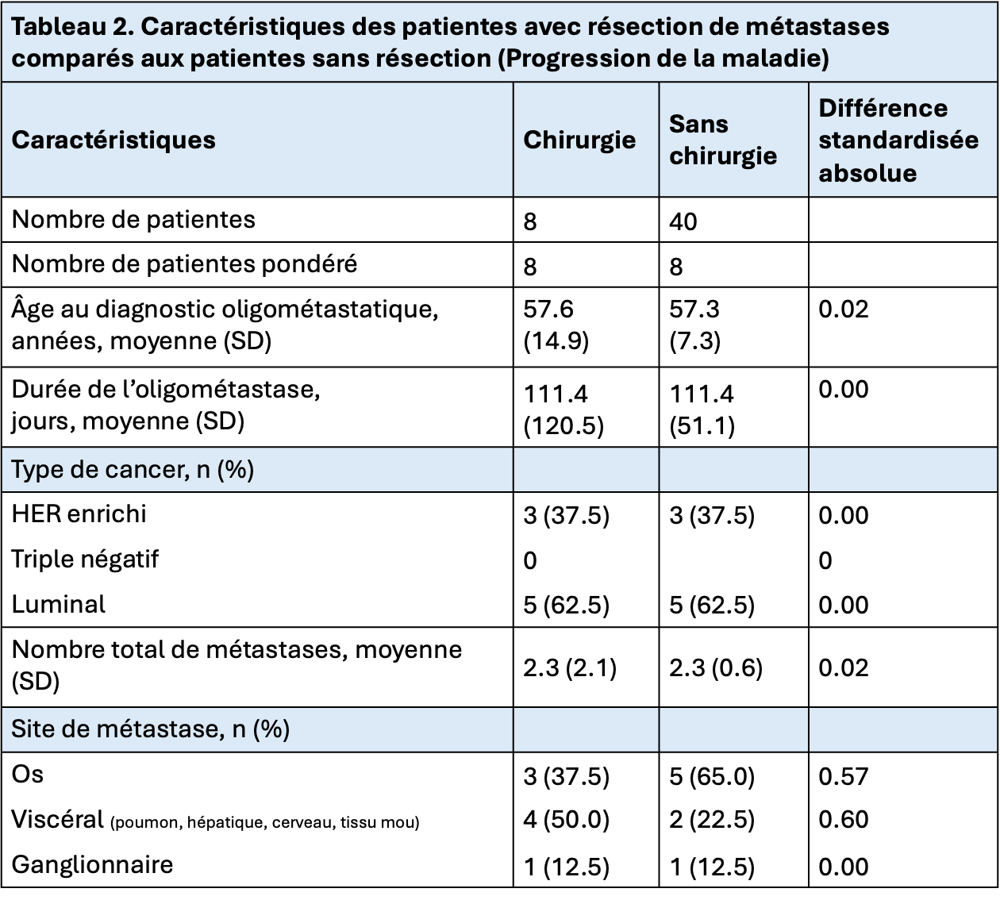 Tableau 2. Caractéristiques des patientes avec résection de métastases
comparés aux patientes sans résection (Progression de la maladie)
Caractéristiques
Chirurgie
Sans
chirurgie
Différence
standardisée
absolue
Nombre de patientes
8
40
Nombre de patientes pondéré
8
8
Âge au diagnostic oligométastatique,
années, moyenne (SD)
57.6
(14.9)
57.3
(7.3)
0.02
Durée de l’oligométastase,
jours, moyenne (SD)
111.4
(120.5)
111.4
(51.1)
0.00
Type de cancer, n (%)
HER enrichi
3 (37.5)
3 (37.5)
0.00
Triple négatif
0
0
Luminal
5 (62.5)
5 (62.5)
0.00
Nombre total de métastases, moyenne
(SD)
2.3 (2.1)
2.3 (0.6)
0.02
Site de métastase, n (%)
Os
3 (37.5)
5 (65.0)
0.57
Viscéral (poumon, hépatique, cerveau, tissu mou)
4 (50.0)
2 (22.5)
0.60
Ganglionnaire
1 (12.5)
1 (12.5)
0.00